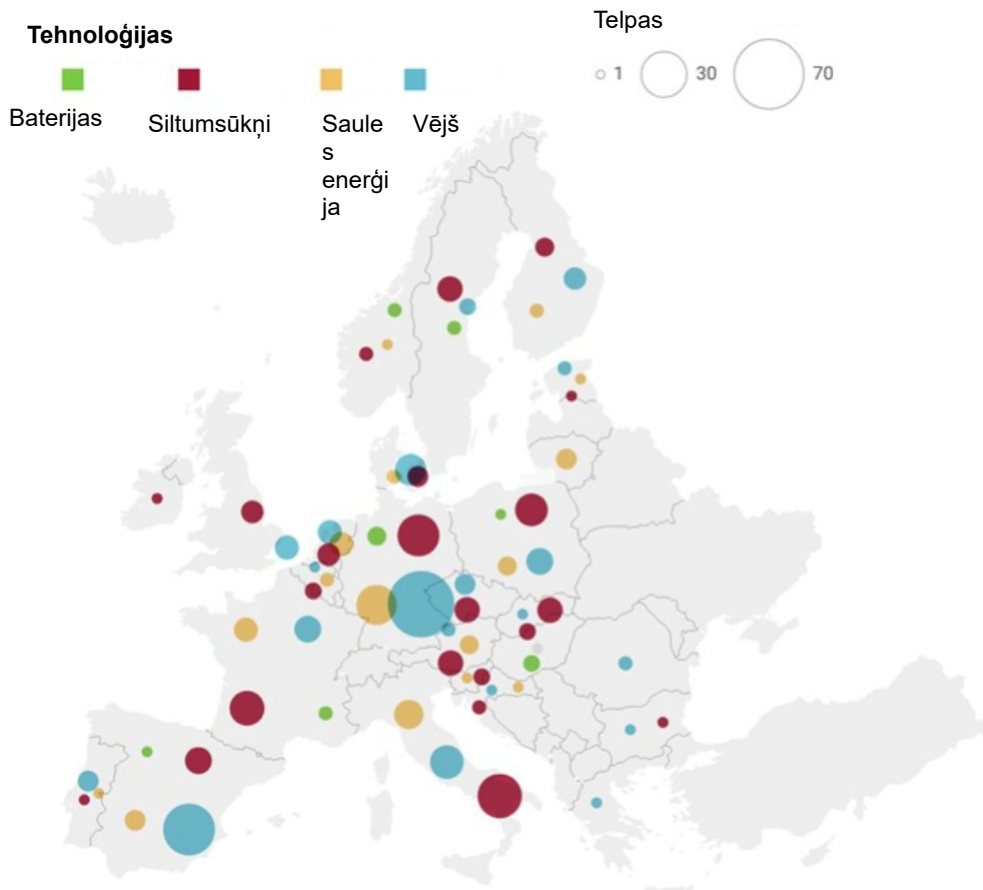 Tehnoloģijas
Baterijas
Siltumsūkņi
Saule
s
enerģi
ja
Vējš
Telpas
1
30
70